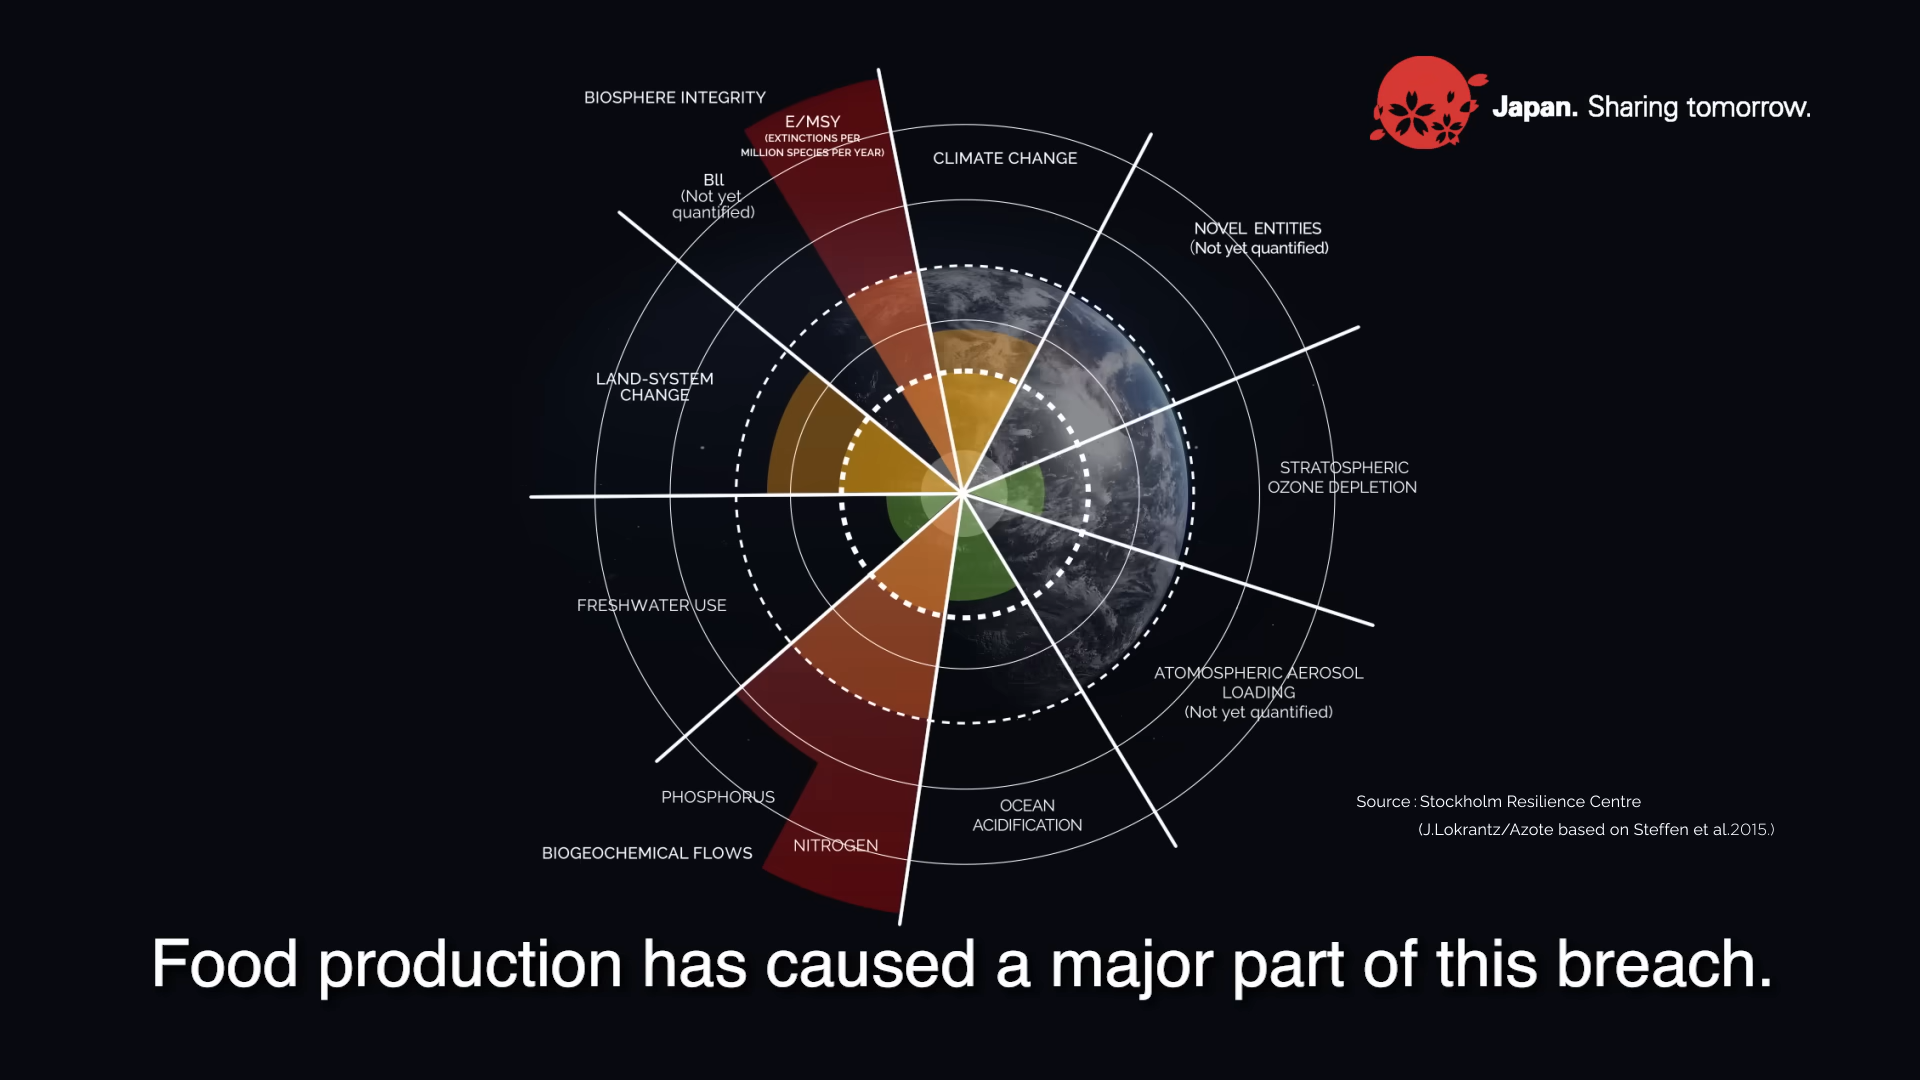 BIOSPHERE INTEGRITY
E/MSY
(EXTINCTIONS PER
MILLION SPECIES PER YEAR)
BII
(Not yet
quantified)
CLIMATE CHANGE
Japan. Sharing tomorrow.
NOVEL ENTITIES
(Not yet quantified)
LAND-SYSTEM
CHANGE
STRATOSPHERIC
OZONE DEPLETION
FRESHWATER USE
ATOMOSPHERIC AEROSOL
LOADING
(Not yet quantified)
PHOSPHORUS
NITROGEN
BIOGEOCHEMICAL FLOWS
OCEAN
ACIDIFICATION
Source : Stockholm Resilience Centre
(J.Lokrantz/Azote based on Steffen et al.2015.)
Food production has caused a major part of this breach.